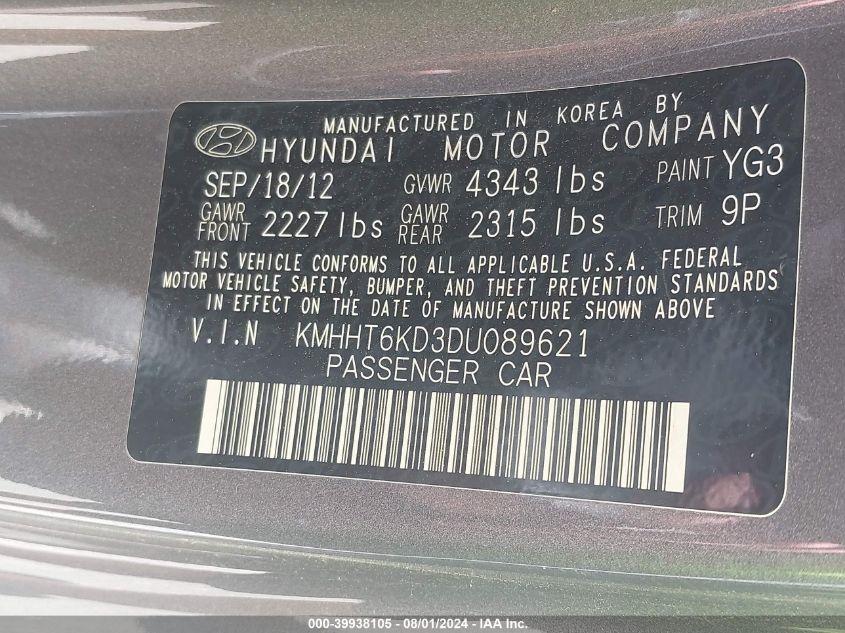 MANUFACTURED IN KOREA BY
HYUNDAI MOTOR COMPANY
SEP/18/12 GVWR 4343 lbs PAINT YG3
GAWR FRONT 2227 lbs GAWR REAR 2315 lbs TRIM 9P
THIS VEHICLE CONFORMS TO ALL APPLICABLE U.S.A. FEDERAL
MOTOR VEHICLE SAFETY, BUMPER, AND THEFT PREVENTION STANDARDS
IN EFFECT ON THE DATE OF MANUFACTURE SHOWN ABOVE
V.I.N KMHHT6KD3DU089621
PASSENGER CAR
000-39938105 - 08/01/2024 - IAA Inc.